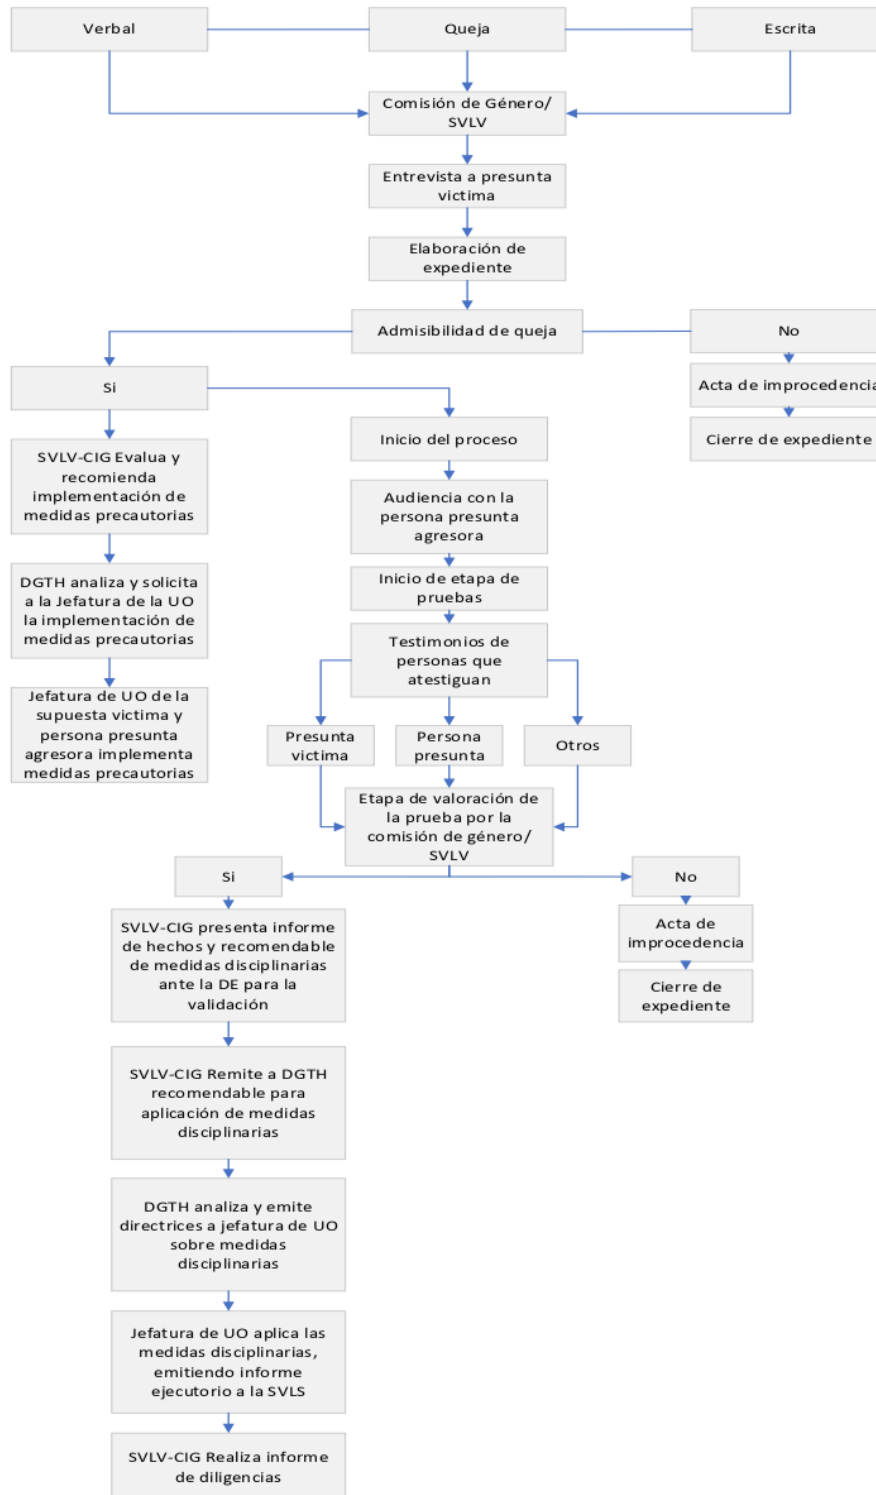 Verbal
Queja
Escrita
Comisión de Género/
SVLV
Entrevista a presunta
victima
Elaboración de
expediente
Admisibilidad de queja
No
Si
Acta de improcedencia
Cierre de expediente
Inicio del proceso
SVLV-CIG Evalua y
recomienda
implementación de
medidas precautorias
Audiencia con la
persona presunta
agresora
DGTH analiza y solicita
a la Jefatura de la UO
la implementación de
medidas precautorias
Inicio de etapa de
pruebas
Testimonios de
personas que
atestiguan
Jefatura de UO de la
supuesta victima y
persona presunta
agresora implementa
medidas precautorias
Presunta
victima
Persona
presunta
Otros
Etapa de valoración de
la prueba por la
comisión de género/
SVLV
Si
No
SVLV-CIG presenta informe
de hechos y recomendable
de medidas disciplinarias
ante la DE para la
validación
Acta de
improcedencia
Cierre de
expediente
SVLV-CIG Remite a DGTH
recomendable para
aplicación de medidas
disciplinarias
DGTH analiza y emite
directrices a jefatura de UO
sobre medidas
disciplinarias
Jefatura de UO aplica las
medidas disciplinarias,
emitiendo informe
ejecutorio a la SVLS
SVLV-CIG Realiza informe
de diligencias